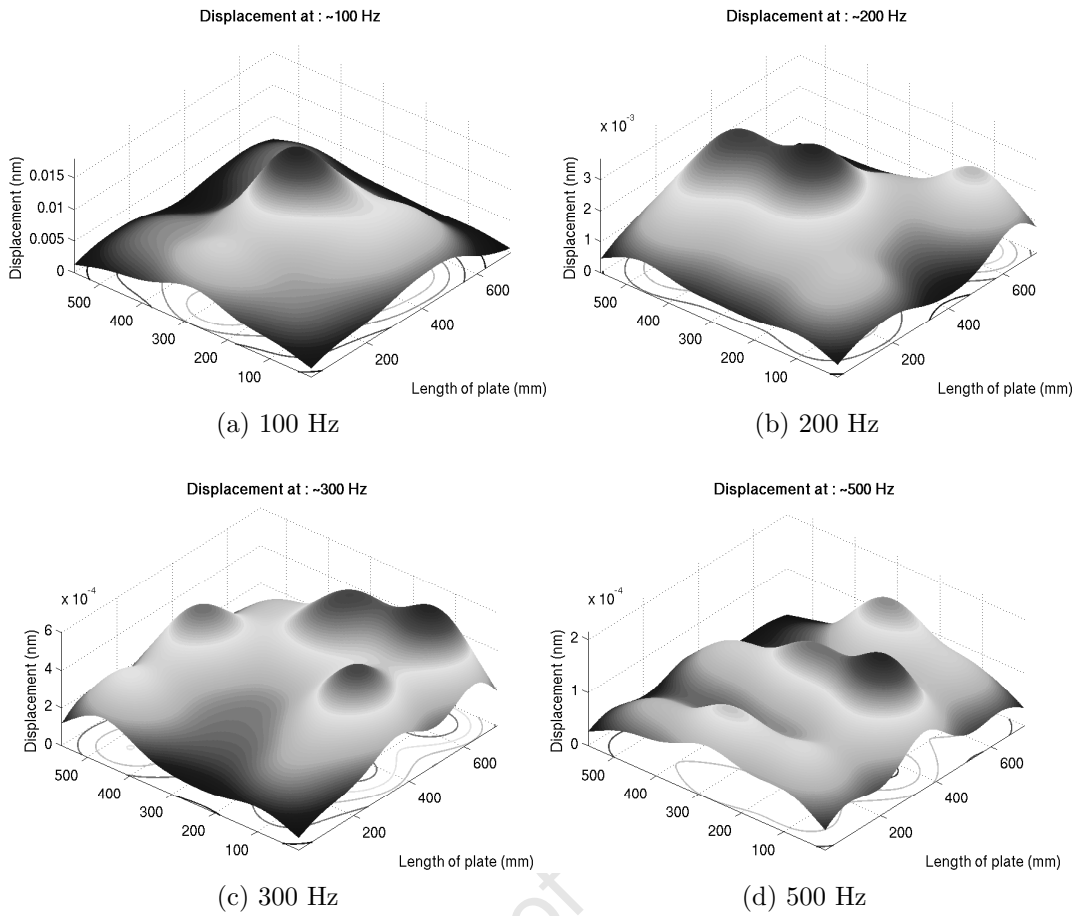 Displacement at : ~100 Hz
Displacement (nm)
0.015
0.01
0.005
0
500
400
300
200
100
200
400
600
Length of plate (mm)
(a) 100 Hz
Displacement at : ~200 Hz
x 10-3
Displacement (nm)
3
2
1
0
500
400
300
200
100
200
400
600
Length of plate (mm)
(b) 200 Hz
Displacement at : ~300 Hz
x 10-4
Displacement (nm)
6
4
2
0
500
400
300
200
100
200
400
600
Length of plate (mm)
(c) 300 Hz
Displacement at : ~500 Hz
x 10-4
Displacement (nm)
2
1
0
500
400
300
200
100
200
400
600
Length of plate (mm)
(d) 500 Hz